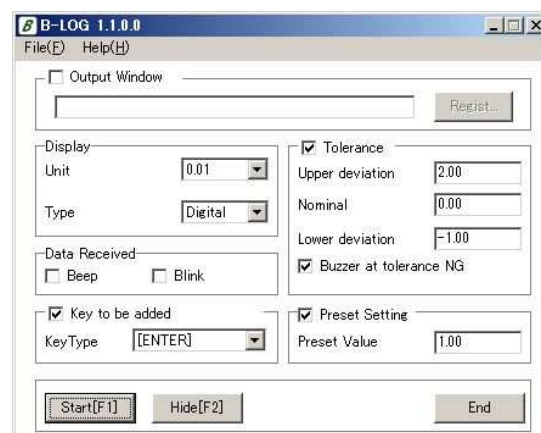 B-LOG 1.1.0.0
File(F) Help(H)
Output Window
Regist...
Display
Unit 0.01
Type Digital
Data Received
Beep Blink
Key to be added
KeyType [ENTER]
Tolerance
Upper deviation 2.00
Nominal 0.00
Lower deviation -1.00
Buzzer at tolerance NG
Preset Setting
Preset Value 1.00
Start[F1] Hide[F2] End